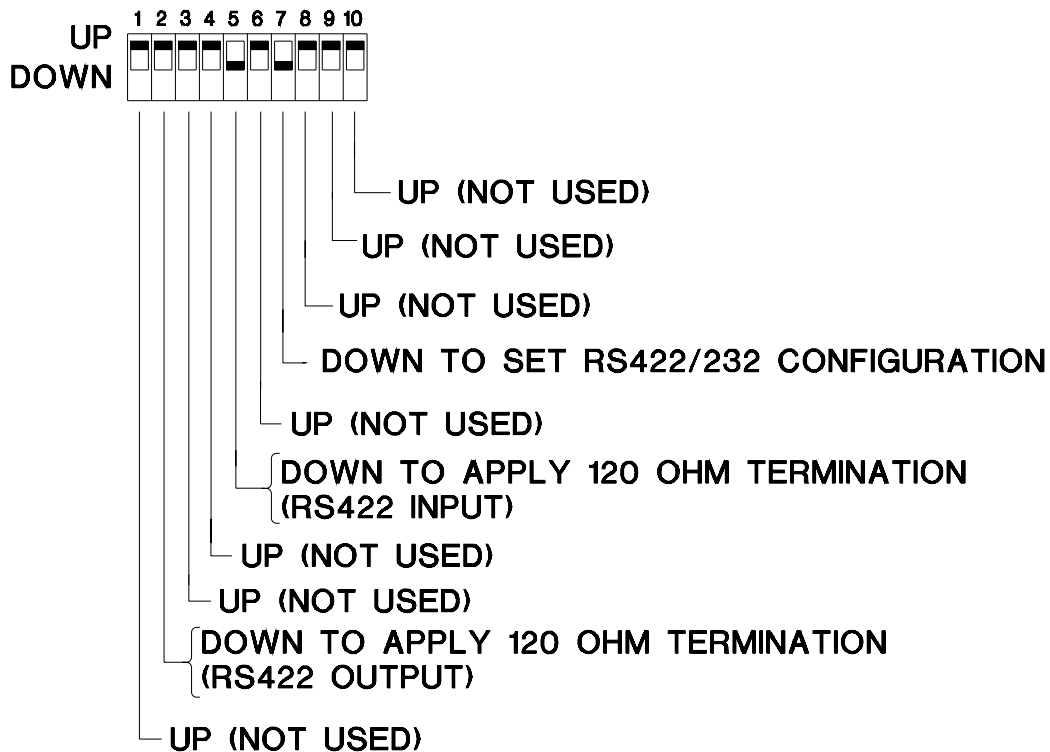 1 2 3 4 5 6 7 8 9 10
UP
DOWN
UP (NOT USED)
UP (NOT USED)
UP (NOT USED)
DOWN TO SET RS422/232 CONFIGURATION
UP (NOT USED)
DOWN TO APPLY 120 OHM TERMINATION
(RS422 INPUT)
UP (NOT USED)
UP (NOT USED)
DOWN TO APPLY 120 OHM TERMINATION
(RS422 OUTPUT)
UP (NOT USED)